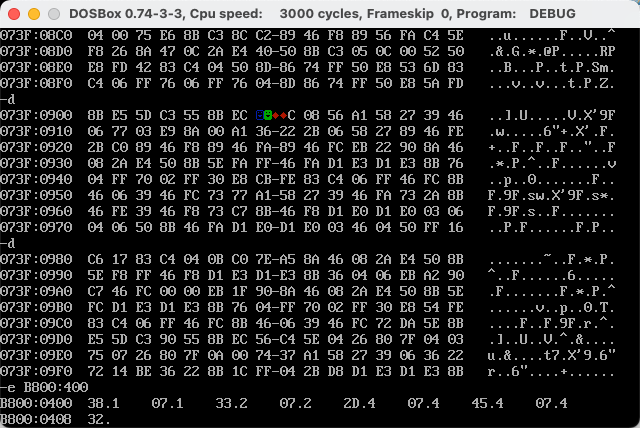 DOSBox 0.74-3-3, Cpu speed: 3000 cycles, Frameskip 0, Program: DEBUG
073F:08C0 04 00 75 E6 8B C3 8C C2-89 46 F8 89 56 FA C4 5E ..u......F..V..^
073F:08D0 F8 26 8A 47 0C 2A E4 40-50 8B C3 05 0C 00 52 50 .&.G.*.@P.....RP
073F:08E0 E8 FD 42 83 C4 04 50 8D-86 74 FF 50 E8 53 6D 83 ..B...P..t.P.Sm.
073F:08F0 C4 06 FF 76 06 FF 76 04-8D 86 74 FF 50 E8 5A FD ...v..v...t.P.Z.
-d
073F:0900 8B E5 5D C3 55 8B EC ◙◘♦♦C 08 56 A1 58 27 39 46 ..].U.....V.X'9F
073F:0910 06 77 03 E9 8A 00 A1 36-22 2B 06 58 27 89 46 FE .w.....6"+.X'.F.
073F:0920 2B C0 89 46 F8 89 46 FA-89 46 FC EB 22 90 8A 46 +..F..F..F.."..F
073F:0930 08 2A E4 50 8B 5E FA FF-46 FA D1 E3 D1 E3 8B 76 .*.P.^..F......v
073F:0940 04 FF 70 02 FF 30 E8 CB-FE 83 C4 06 FF 46 FC 8B ..p..0.......F..
073F:0950 46 06 39 46 FC 73 77 A1-58 27 39 46 FA 73 2A 8B F.9F.sw.X'9F.s*.
073F:0960 46 FE 39 46 F8 73 C7 8B-46 F8 D1 E0 D1 E0 03 06 F.9F.s..F.......
073F:0970 04 06 50 8B 46 FA D1 E0-D1 E0 03 46 04 50 FF 16 ..P.F......F.P..
-d
073F:0980 C6 17 83 C4 04 0B C0 7E-A5 8A 46 08 2A E4 50 8B .......~..F.*.P.
073F:0990 5E F8 FF 46 F8 D1 E3 D1-E3 8B 36 04 06 EB A2 90 ^..F......6.....
073F:09A0 C7 46 FC 00 00 EB 1F 90-8A 46 08 2A E4 50 8B 5E .F.......F.*.P.^
073F:09B0 FC D1 E3 D1 E3 8B 76 04-FF 70 02 FF 30 E8 54 FE ......v..p..0.T.
073F:09C0 83 C4 06 FF 46 FC 8B 46-06 39 46 FC 72 DA 5E 8B ....F..F.9F.r.^.
073F:09D0 E5 5D C3 90 55 8B EC 56-C4 5E 04 26 80 7F 04 03 .]..U..V.^.&....
073F:09E0 75 07 26 80 7F 0A 00 74-37 A1 58 27 09 06 36 22 u.&....t7.X'..6"
073F:09F0 72 14 BE 36 22 8B 1C FF-04 2B D8 D1 E3 D1 E3 8B r..6"....+......
-e B800:400
B800:0400 38.1 07.1 33.2 07.2 2D.4 07.4 45.4 07.4
B800:0408 32.